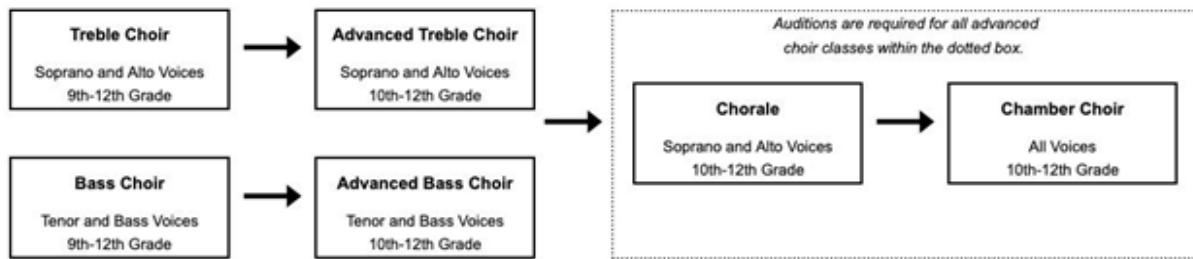 Treble Choir
Soprano and Alto Voices
9th-12th Grade
Advanced Treble Choir
Soprano and Alto Voices
10th-12th Grade
Bass Choir
Tenor and Bass Voices
9th-12th Grade
Advanced Bass Choir
Tenor and Bass Voices
10th-12th Grade
Auditions are required for all advanced
choir classes within the dotted box.
Chorale
Soprano and Alto Voices
10th-12th Grade
Chamber Choir
All Voices
10th-12th Grade